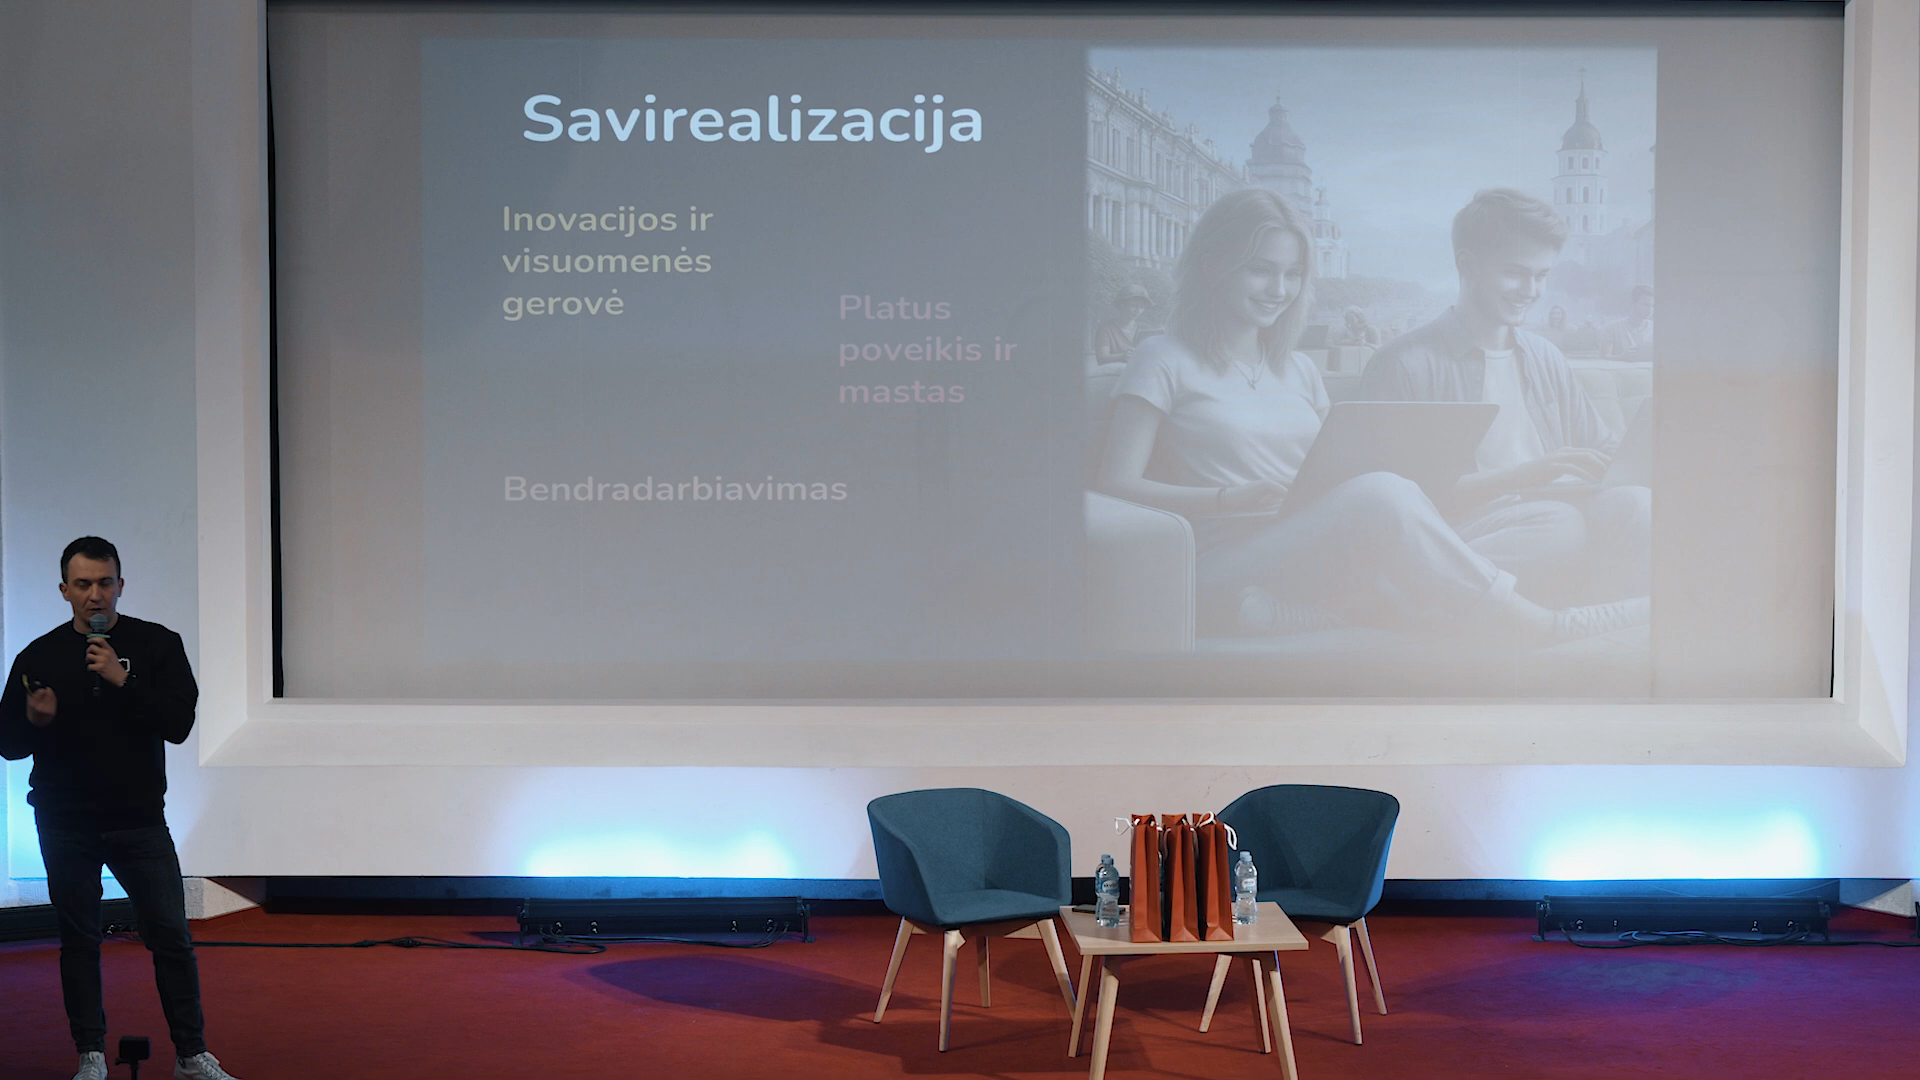 Savirealizacija
Inovacijos ir
visuomenės
gerovė
Platus
poveikis ir
mastas
Bendradarbiavimas